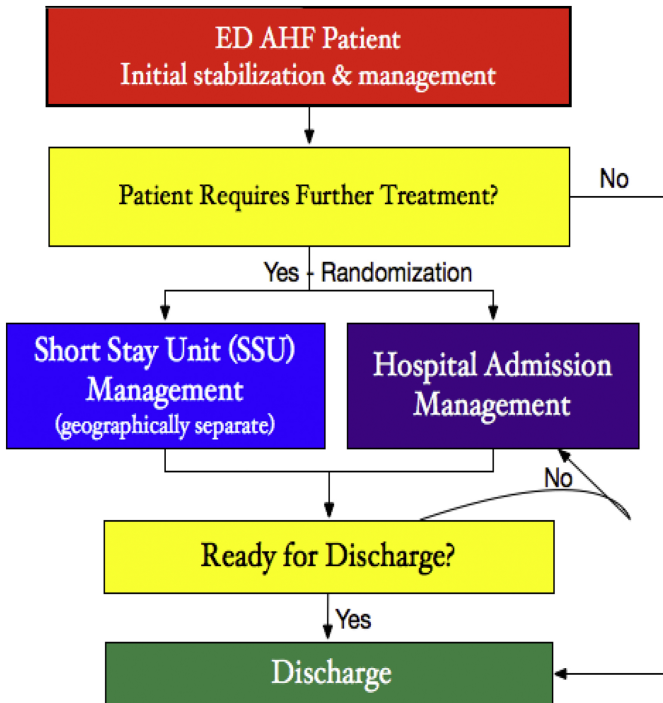 ED AHF Patient
Initial stabilization & management
Patient Requires Further Treatment?
No
Yes - Randomization
Short Stay Unit (SSU)
Management
(geographically separate)
Hospital Admission
Management
No
Ready for Discharge?
Yes
Discharge